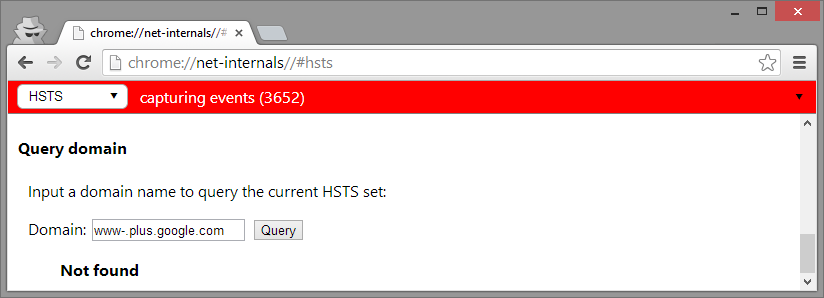 chrome://net-internals//#
chrome://net-internals//#hsts
HSTS capturing events (3652)
Query domain
Input a domain name to query the current HSTS set:
Domain: www-.plus.google.com Query
Not found